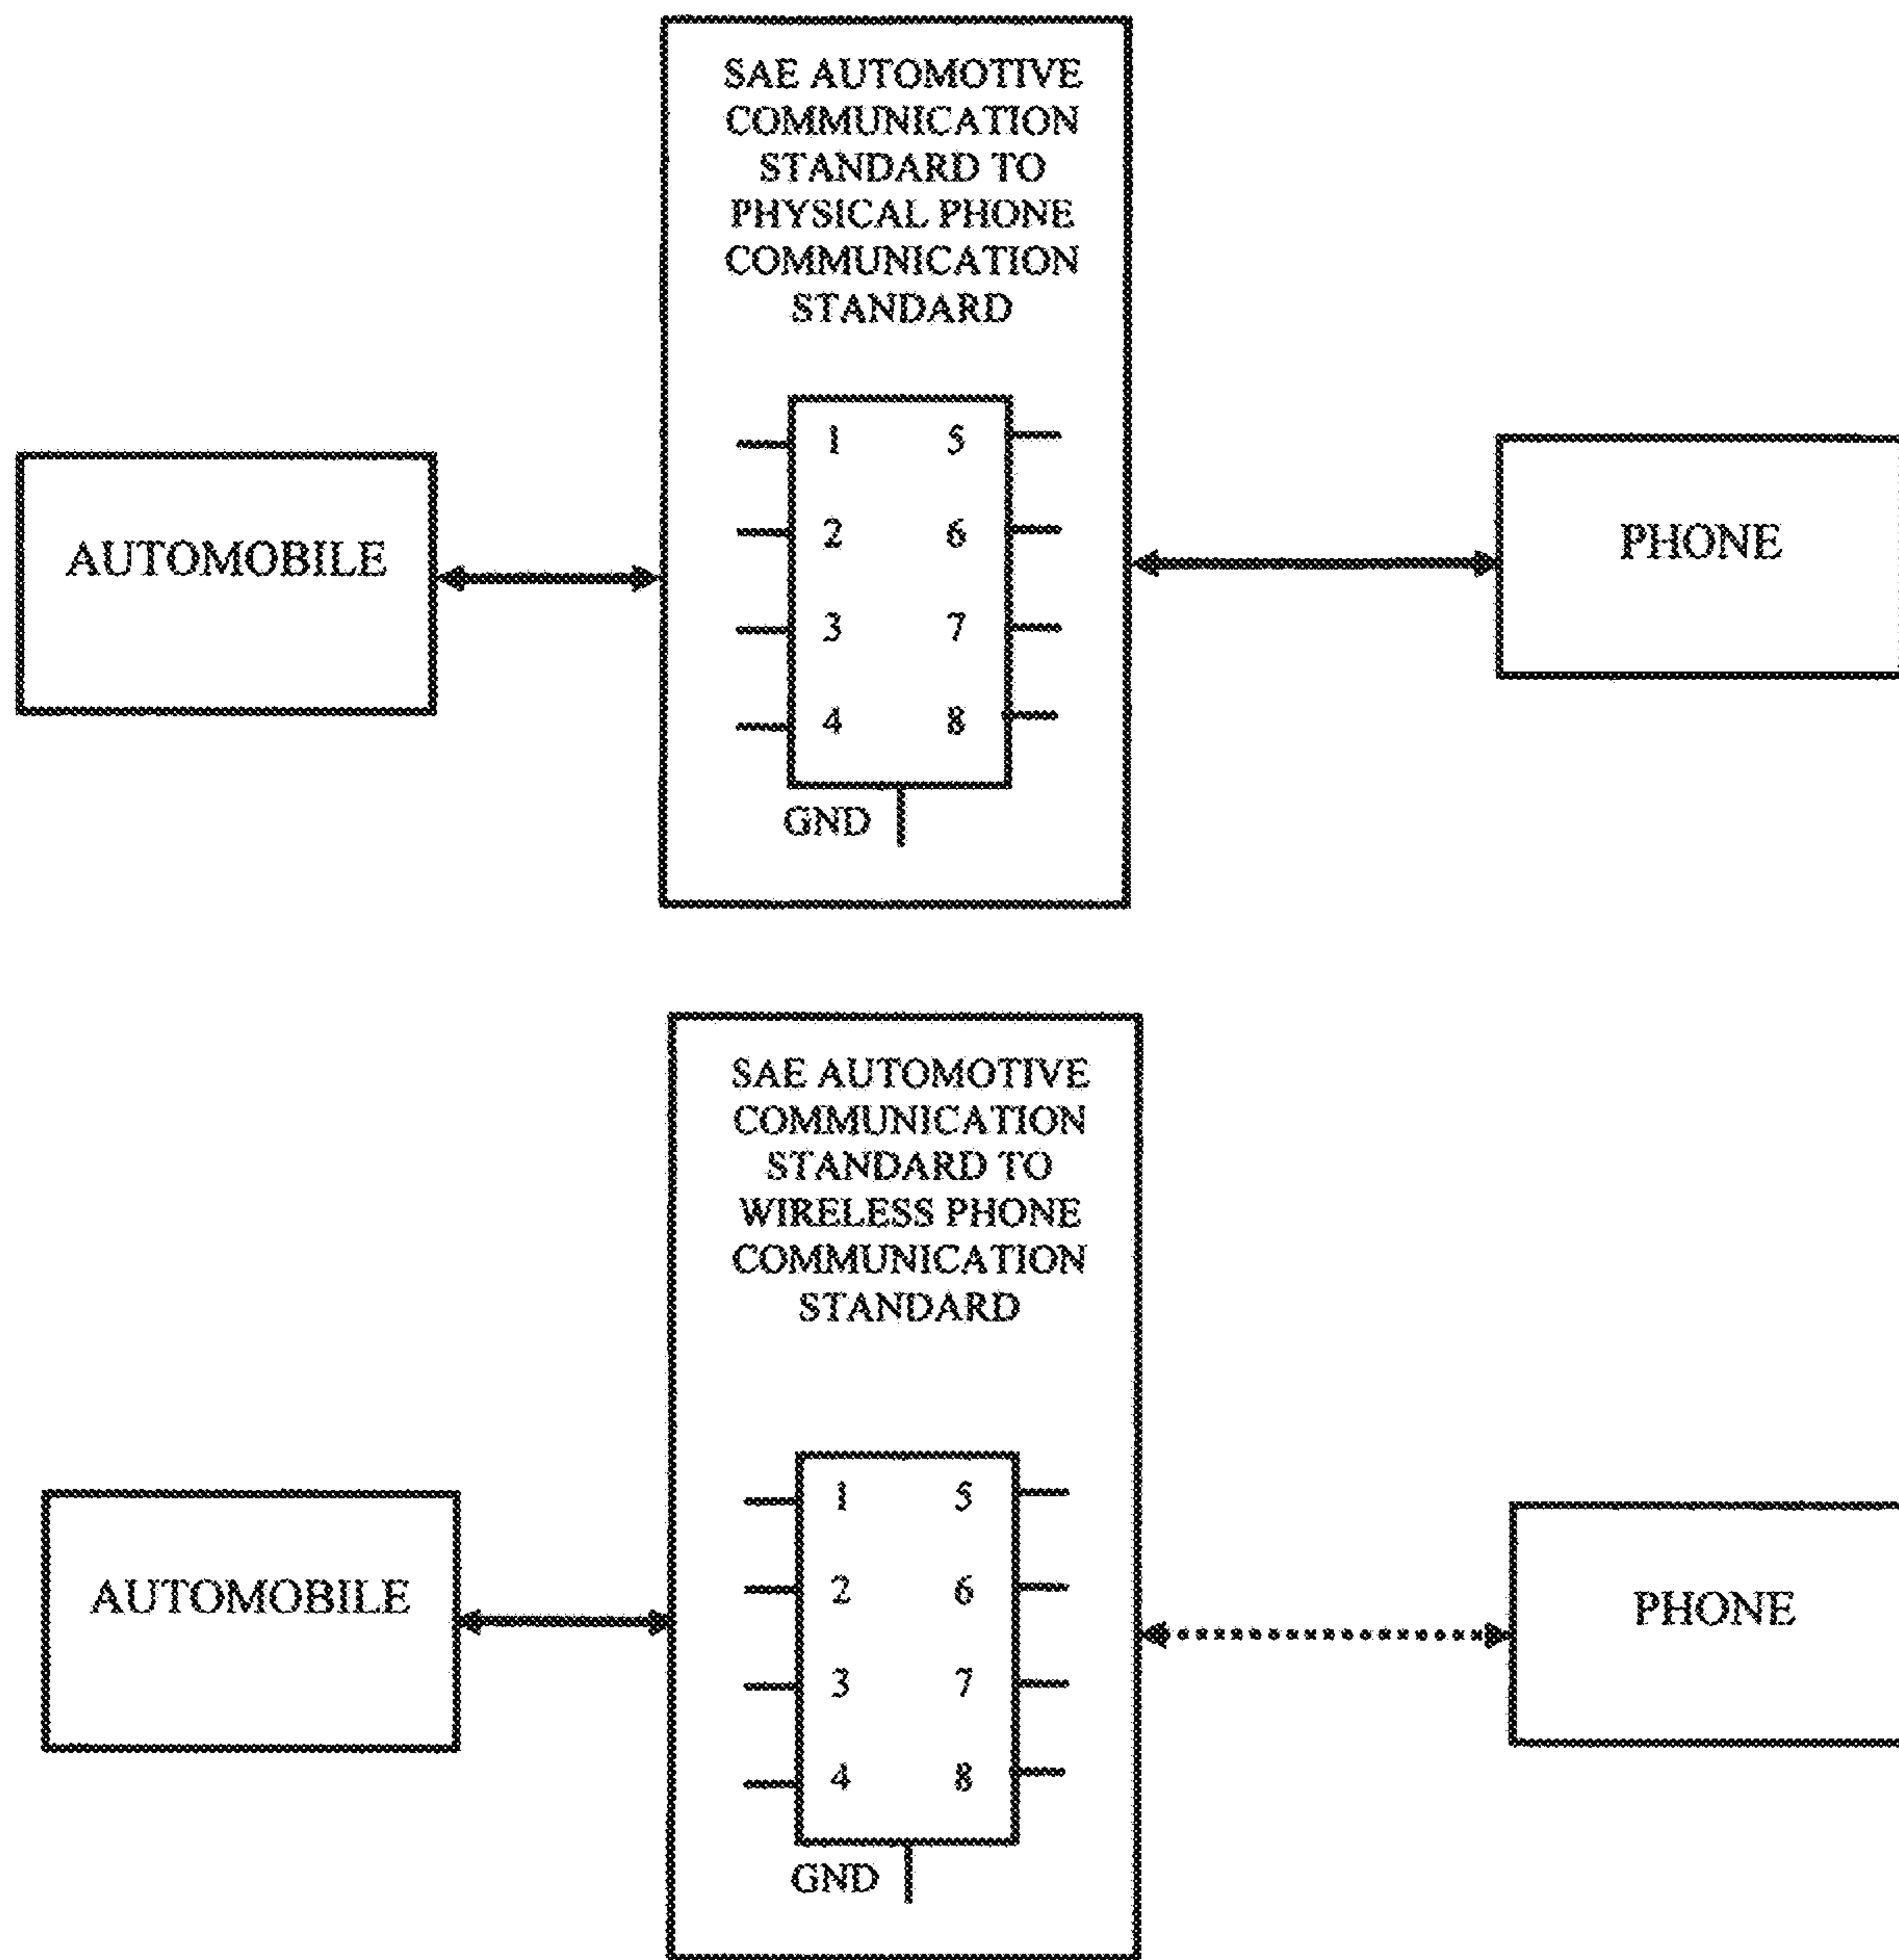 SAE AUTOMOTIVE
COMMUNICATION
STANDARD TO
PHYSICAL PHONE
COMMUNICATION
STANDARD
AUTOMOBILE
1 5
2 6
3 7
4 8
GND
PHONE
SAE AUTOMOTIVE
COMMUNICATION
STANDARD TO
WIRELESS PHONE
COMMUNICATION
STANDARD
AUTOMOBILE
1 5
2 6
3 7
4 8
GND
PHONE